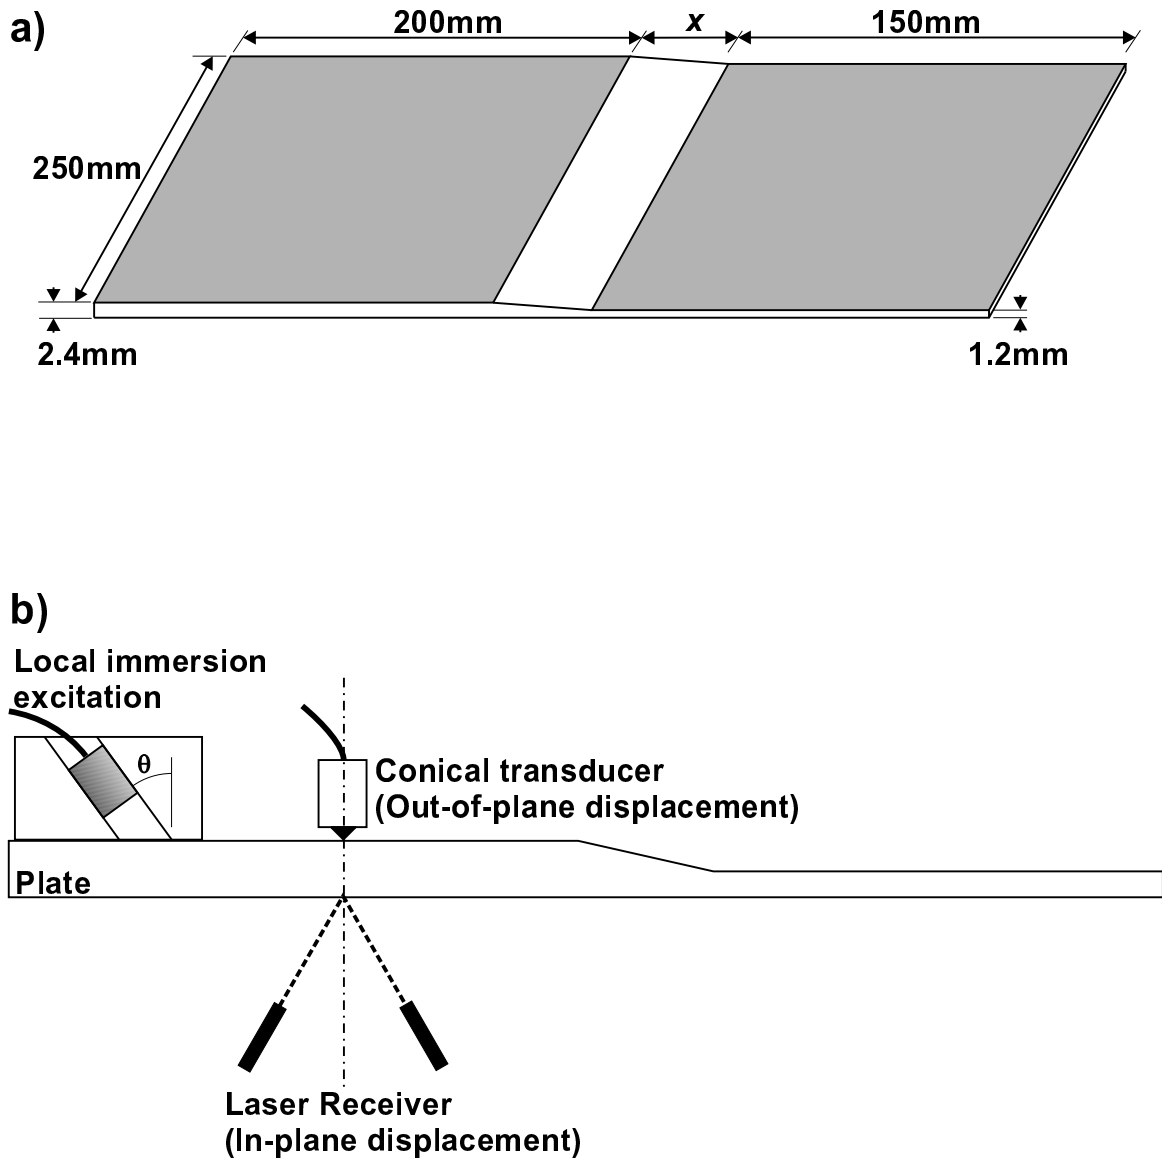 a)
200mm
x
150mm
250mm
2.4mm
1.2mm
b)
Local immersion
excitation
θ
Conical transducer
(Out-of-plane displacement)
Plate
Laser Receiver
(In-plane displacement)